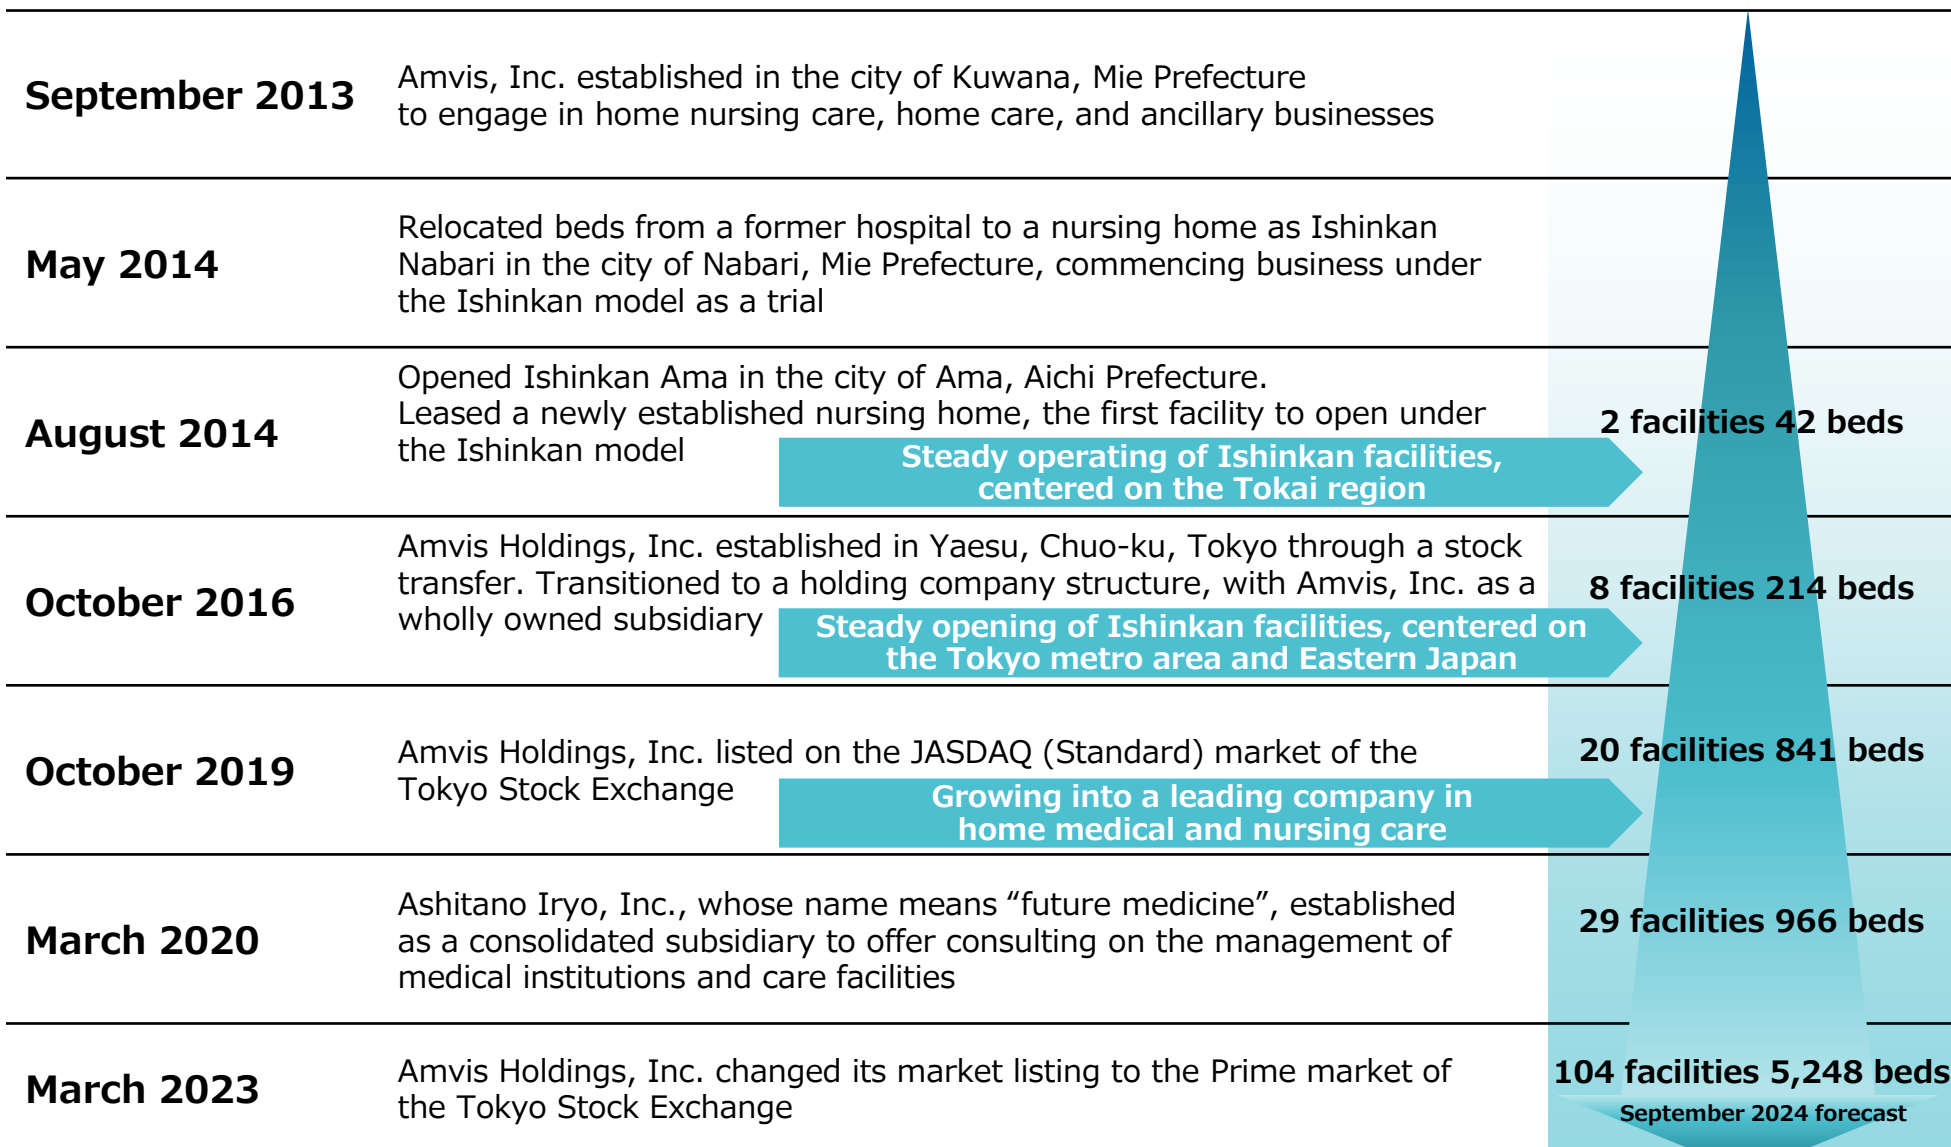 September 2013
Amvis, Inc. established in the city of Kuwana, Mie Prefecture
to engage in home nursing care, home care, and ancillary businesses
May 2014
Relocated beds from a former hospital to a nursing home as Ishinkan
Nabari in the city of Nabari, Mie Prefecture, commencing business under
the Ishinkan model as a trial
August 2014
Opened Ishinkan Ama in the city of Ama, Aichi Prefecture.
Leased a newly established nursing home, the first facility to open under
the Ishinkan model
Steady operating of Ishinkan facilities,
centered on the Tokai region
2 facilities 42 beds
October 2016
Amvis Holdings, Inc. established in Yaesu, Chuo-ku, Tokyo through a stock
transfer. Transitioned to a holding company structure, with Amvis, Inc. as a
wholly owned subsidiary
Steady opening of Ishinkan facilities, centered on
the Tokyo metro area and Eastern Japan
8 facilities 214 beds
October 2019
Amvis Holdings, Inc. listed on the JASDAQ (Standard) market of the
Tokyo Stock Exchange
Growing into a leading company in
home medical and nursing care
20 facilities 841 beds
March 2020
Ashitano Iryo, Inc., whose name means “future medicine”, established
as a consolidated subsidiary to offer consulting on the management of
medical institutions and care facilities
29 facilities 966 beds
March 2023
Amvis Holdings, Inc. changed its market listing to the Prime market of
the Tokyo Stock Exchange
104 facilities 5,248 beds
September 2024 forecast